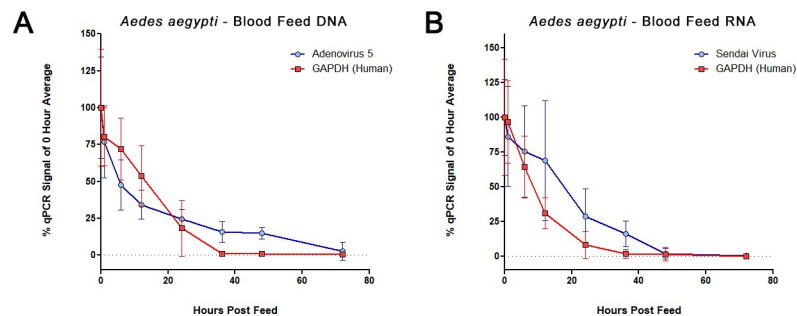 A
Aedes aegypti - Blood Feed DNA
% qPCR Signal of 0 Hour Average
150
125
100
75
50
25
0
0
20
40
60
80
Hours Post Feed
Adenovirus 5
GAPDH (Human)
B
Aedes aegypti - Blood Feed RNA
% qPCR Signal of 0 Hour Average
150
125
100
75
50
25
0
0
20
40
60
80
Hours Post Feed
Sendai Virus
GAPDH (Human)